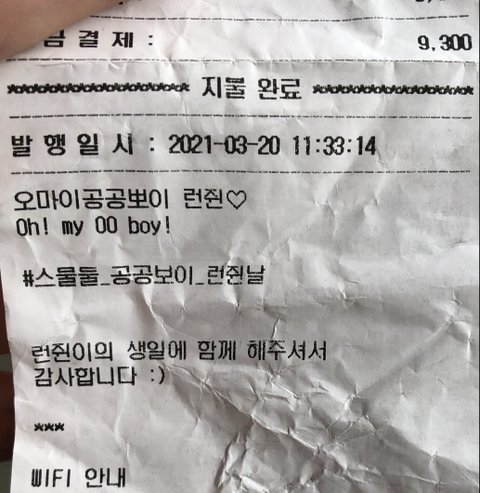 금 결 제 : 9,300
****************** 지불 완료 ****************
발 행 일 시 : 2021-03-20 11:33:14
오마이공공뽀이 런쥔♡
Oh! my 00 boy!
#스물둘_공공보이_런쥔날
런쥔이의 생일에 함께 해주셔서
감사합니다 :)
***
WIFI 안내